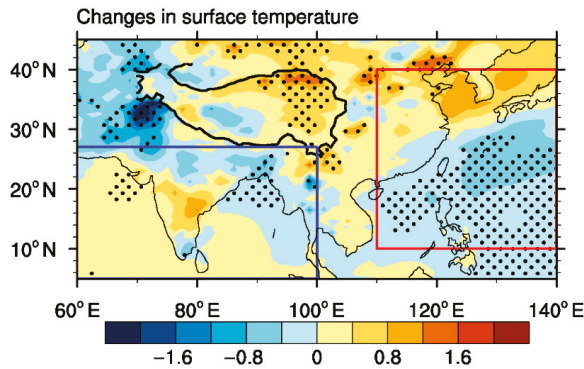 Changes in surface temperature
40° N
30° N
20° N
10° N
60° E 80° E 100° E 120° E 140° E
−1.6 −0.8 0 0.8 1.6